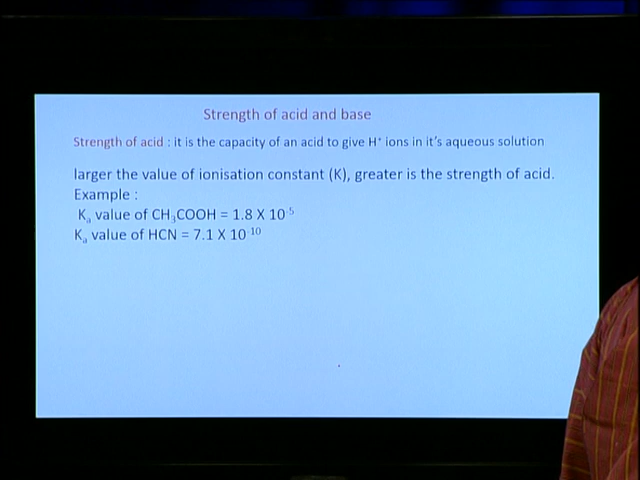 Strength of acid and base
Strength of acid : it is the capacity of an acid to give H⁺ ions in it's aqueous solution
larger the value of ionisation constant (K), greater is the strength of acid.
Example :
Kₐ value of CH₃COOH = 1.8 X 10⁻⁵
Kₐ value of HCN = 7.1 X 10⁻¹⁰